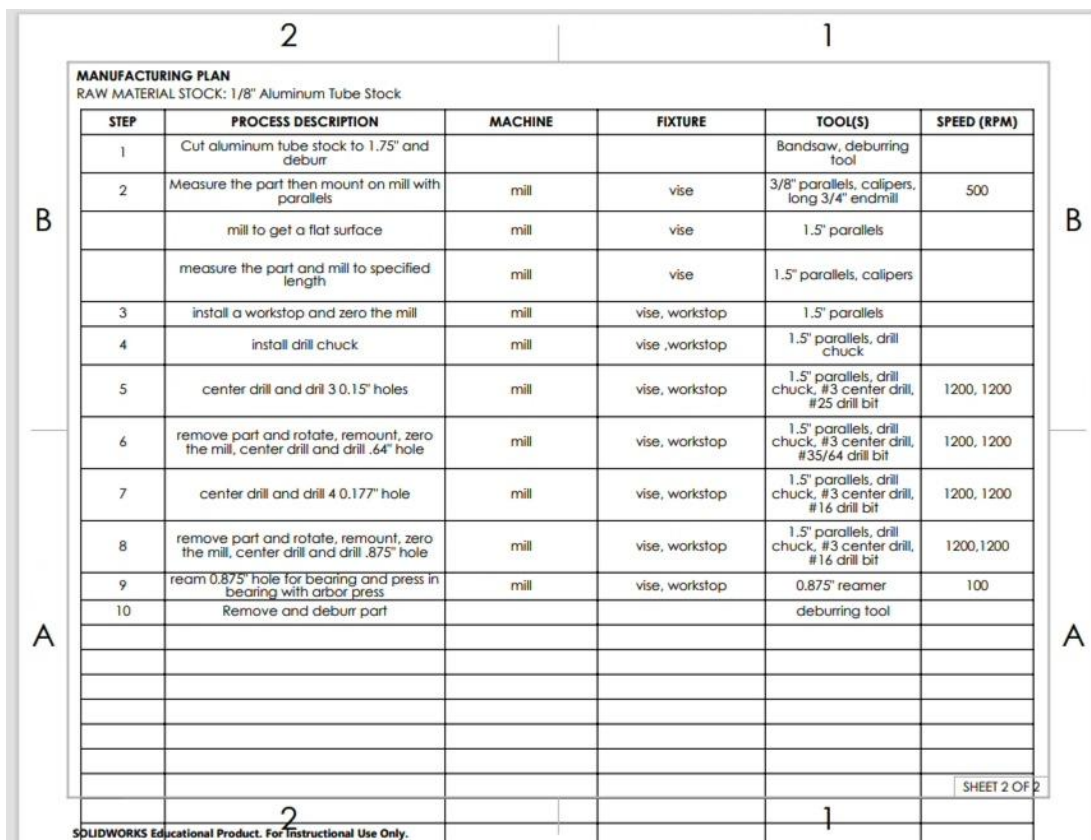 2 1
MANUFACTURING PLAN
RAW MATERIAL STOCK: 1/8" Aluminum Tube Stock
STEP PROCESS DESCRIPTION MACHINE FIXTURE TOOL(S) SPEED (RPM)
1 Cut aluminum tube stock to 1.75" and deburr Bandsaw, deburring tool
2 Measure the part then mount on mill with parallels mill vise 3/8" parallels, calipers, long 3/4" endmill 500
B B
mill to get a flat surface mill vise 1.5" parallels
measure the part and mill to specified length mill vise 1.5" parallels, calipers
3 install a workstop and zero the mill mill vise, workstop 1.5" parallels
4 install drill chuck mill vise ,workstop 1.5" parallels, drill chuck
5 center drill and dril 3 0.15" holes mill vise, workstop 1.5" parallels, drill chuck, #3 center drill, #25 drill bit 1200, 1200
6 remove part and rotate, remount, zero the mill, center drill and drill .64" hole mill vise, workstop 1.5" parallels, drill chuck, #3 center drill, #35/64 drill bit 1200, 1200
7 center drill and drill 4 0.177" hole mill vise, workstop 1.5" parallels, drill chuck, #3 center drill, #16 drill bit 1200, 1200
8 remove part and rotate, remount, zero the mill, center drill and drill .875" hole mill vise, workstop 1.5" parallels, drill chuck, #3 center drill, #16 drill bit 1200,1200
9 ream 0.875" hole for bearing and press in bearing with arbor press mill vise, workstop 0.875" reamer 100
10 Remove and deburr part deburring tool
A A
SHEET 2 OF 2
2 1
SOLIDWORKS Educational Product. For Instructional Use Only.